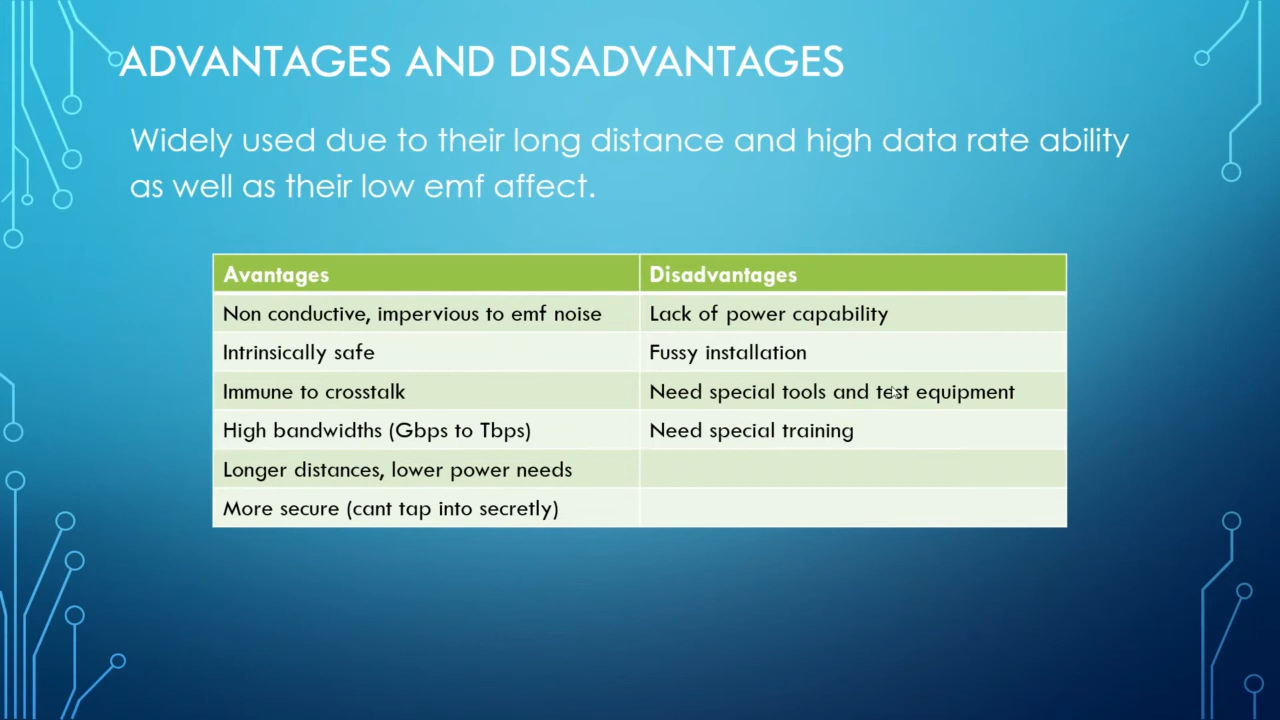 ADVANTAGES AND DISADVANTAGES
Widely used due to their long distance and high data rate ability
as well as their low emf affect.
Avantages Disadvantages
Non conductive, impervious to emf noise Lack of power capability
Intrinsically safe Fussy installation
Immune to crosstalk Need special tools and test equipment
High bandwidths (Gbps to Tbps) Need special training
Longer distances, lower power needs
More secure (cant tap into secretly)